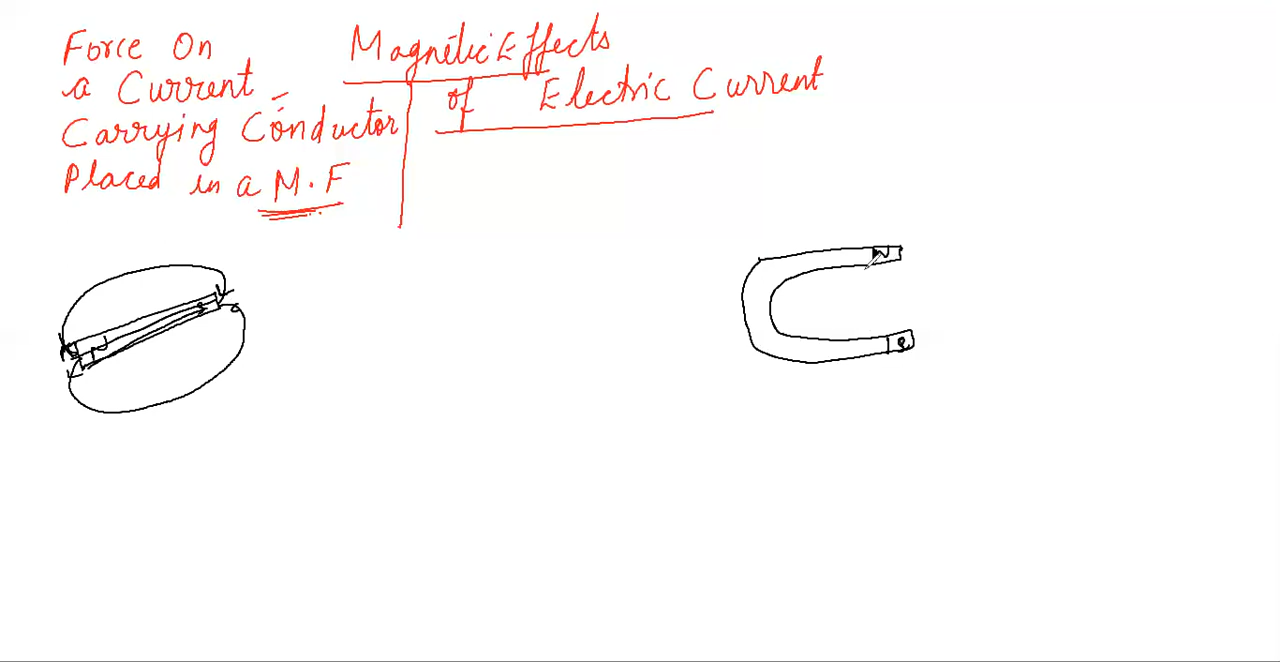 Magnetic Effects
of Electric Current
Force On
a Current -
Carrying Conductor
Placed in a M.F
N
N